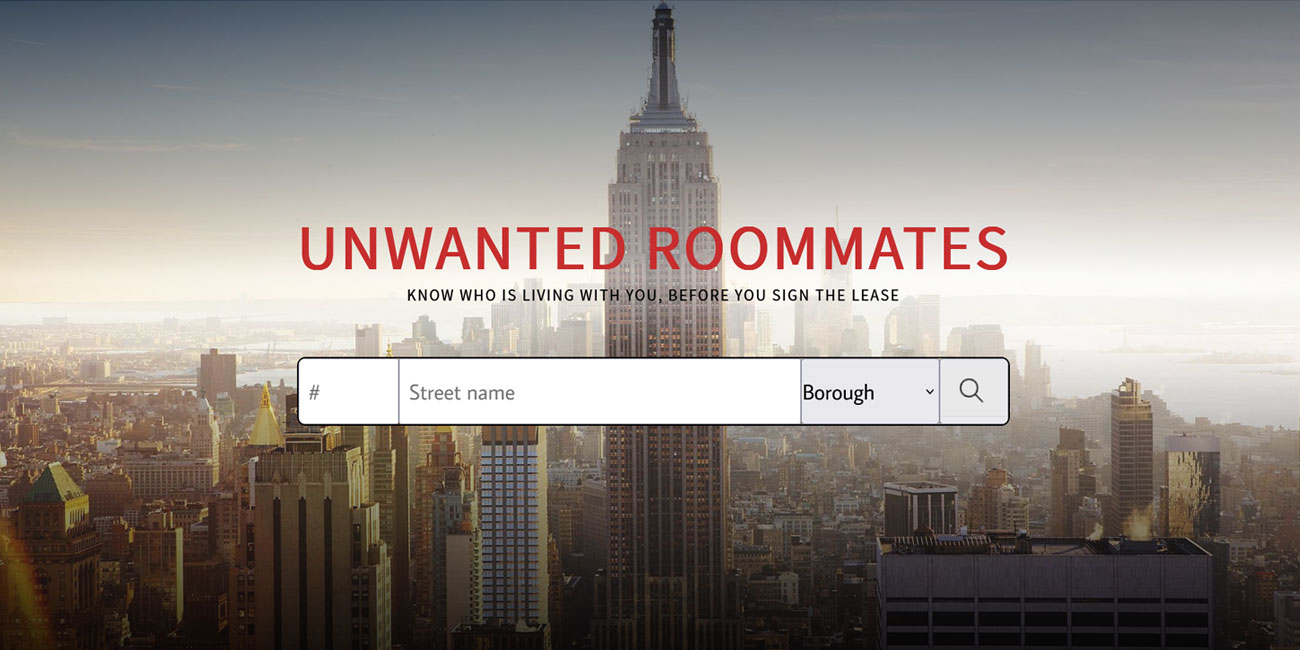 UNWANTED ROOMMATES
KNOW WHO IS LIVING WITH YOU, BEFORE YOU SIGN THE LEASE
# Street name Borough